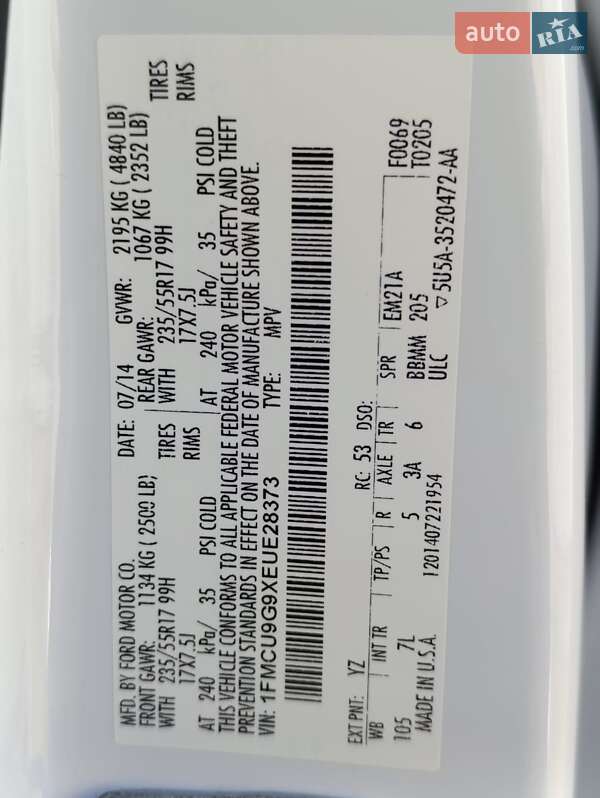 auto RIA .com
MFD. BY FORD MOTOR CO. DATE: 07/14 GVWR: 2195 KG ( 4840 LB)
FRONT GAWR: 1134 KG ( 2500 LB) REAR GAWR: 1067 KG ( 2352 LB)
WITH 235/55R17 99H TIRES WITH 235/55R17 99H TIRES
17X7.5J RIMS 17X7.5J RIMS
AT 240 kPa/ 35 PSI COLD AT 240 kPa/ 35 PSI COLD
THIS VEHICLE CONFORMS TO ALL APPLICABLE FEDERAL MOTOR VEHICLE SAFETY AND THEFT
PREVENTION STANDARDS IN EFFECT ON THE DATE OF MANUFACTURE SHOWN ABOVE.
VIN: 1FMCU9G9XEUE28373 TYPE: MPV
EXT PNT: YZ RC: 53 DSO: F0069
WB INT TR TP/PS R AXLE TR SPR EM21A T0205
105 7L 5 3A 6 BBMM 205
MADE IN U.S.A. 1201407221954 ULC ▽5U5A-3520472-AA